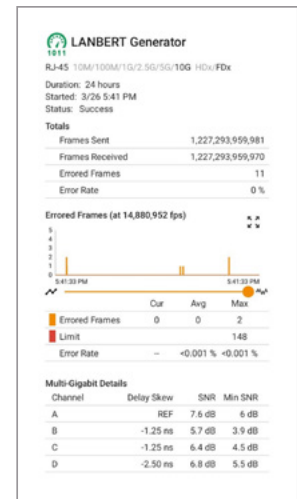 LANBERT Generator
1011
RJ-45 10M/100M/1G/2.5G/5G/10G HDx/FDx
Duration: 24 hours
Started: 3/26 5:41 PM
Status: Success
Totals
Frames Sent 1,227,293,959,981
Frames Received 1,227,293,959,970
Errored Frames 11
Error Rate 0 %
Errored Frames (at 14,880,952 fps)
5
4
3
2
1
0
5:41:33 PM 5:41:33 PM
Cur Avg Max
Errored Frames 0 0 2
Limit 148
Error Rate -- <0.001 % <0.001 %
Multi-Gigabit Details
Channel Delay Skew SNR Min SNR
A REF 7.6 dB 6 dB
B -1.25 ns 5.7 dB 3.9 dB
C -1.25 ns 6.4 dB 4.5 dB
D -2.50 ns 6.8 dB 5.5 dB